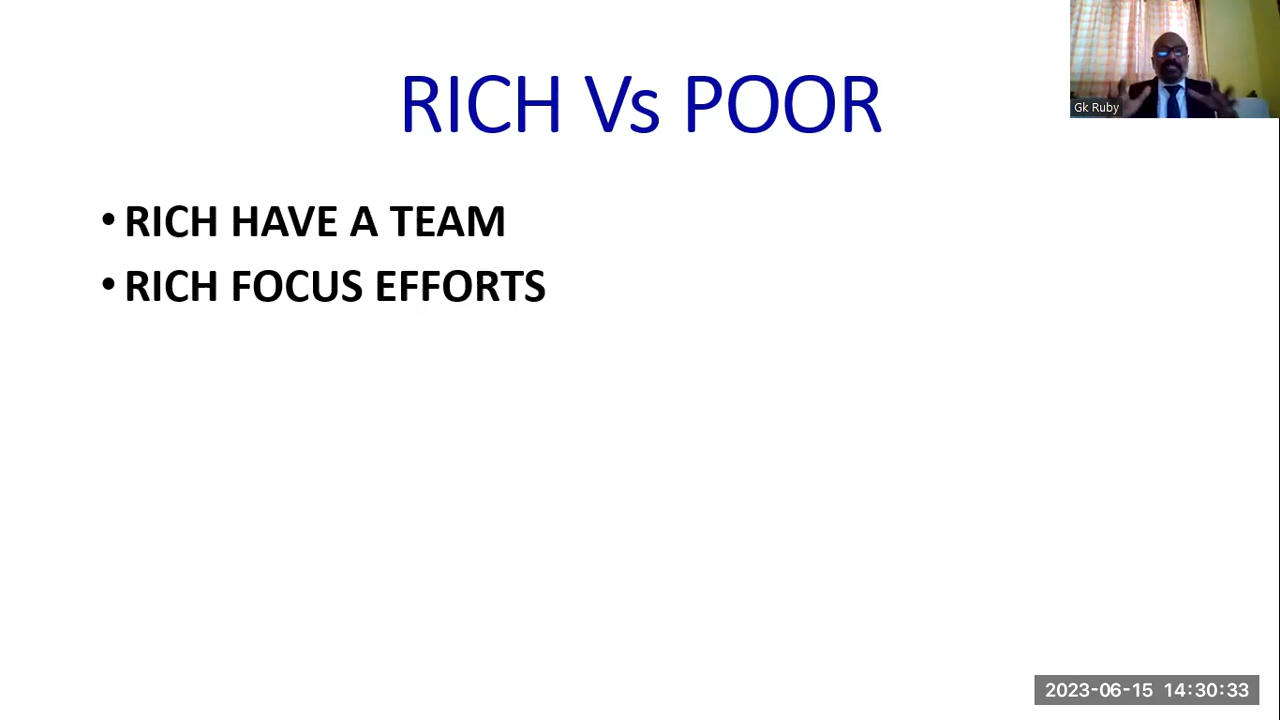 RICH Vs POOR
• RICH HAVE A TEAM
• RICH FOCUS EFFORTS
Gk Ruby
2023-06-15 14:30:33